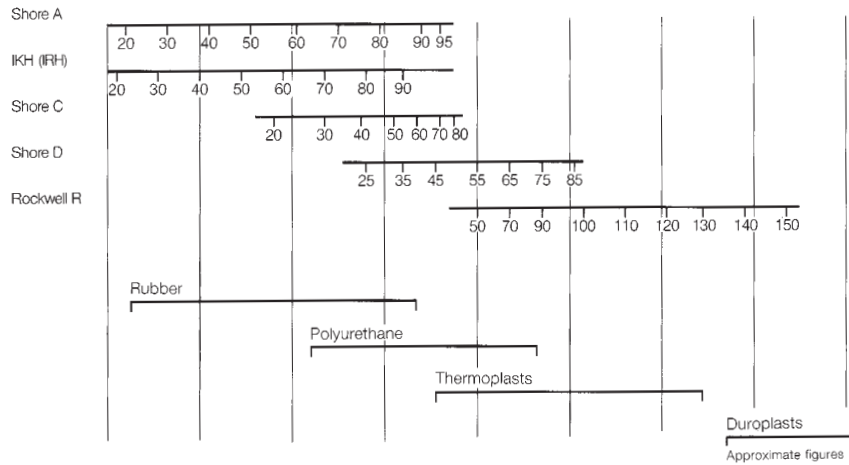 Shore A
20 30 40 50 60 70 80 90 95
IKH (IRH)
20 30 40 50 60 70 80 90
Shore C
20 30 40 50 60 70 80
Shore D
25 35 45 55 65 75 85
Rockwell R
50 70 90 100 110 120 130 140 150
Rubber
Polyurethane
Thermoplasts
Duroplasts
Approximate figures